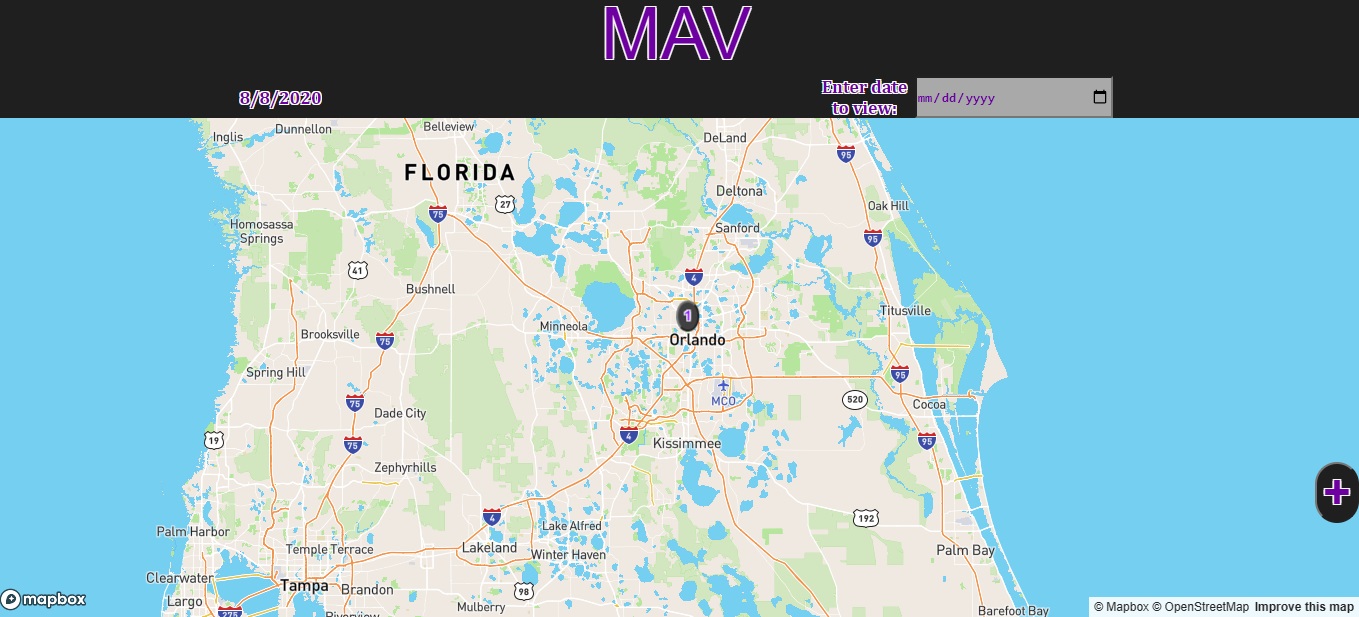 MAV
8/8/2020
Enter date
to view:
mm/dd/yyyy
Inglis
Dunnellon
Belleview
DeLand
95
FLORIDA
Deltona
27
75
Oak Hill
Homosassa
Springs
Sanford
95
41
4
Bushnell
1
Titusville
Minneola
Brooksville
75
Orlando
Spring Hill
95
MCO
75
520
Cocoa
Dade City
19
75
4
Kissimmee
95
Zephyrhills
+
4
192
Palm Harbor
Lake Alfred
Temple Terrace
Lakeland
Winter Haven
Palm Bay
Clearwater
Tampa
Brandon
98
mapbox
Largo
275
Mulberry
Riverview
Barefoot Bay
© Mapbox © OpenStreetMap Improve this map